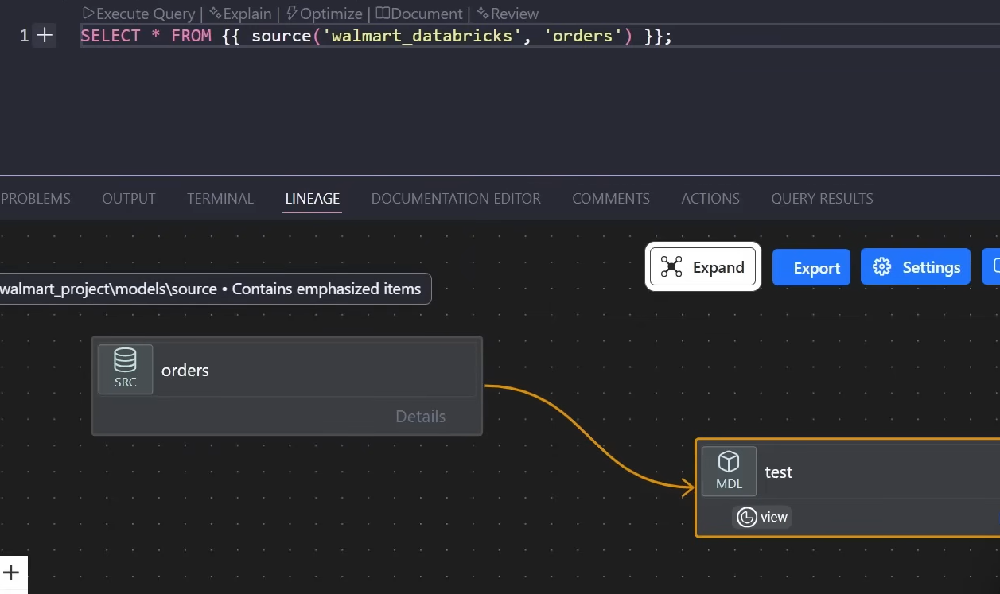 Execute Query | Explain | Optimize | Document | Review
1 SELECT * FROM {{ source('walmart_databricks', 'orders') }};
PROBLEMS OUTPUT TERMINAL LINEAGE DOCUMENTATION EDITOR COMMENTS ACTIONS QUERY RESULTS
Expand Export Settings
walmart_project\models\source • Contains emphasized items
SRC orders
Details
MDL test
view